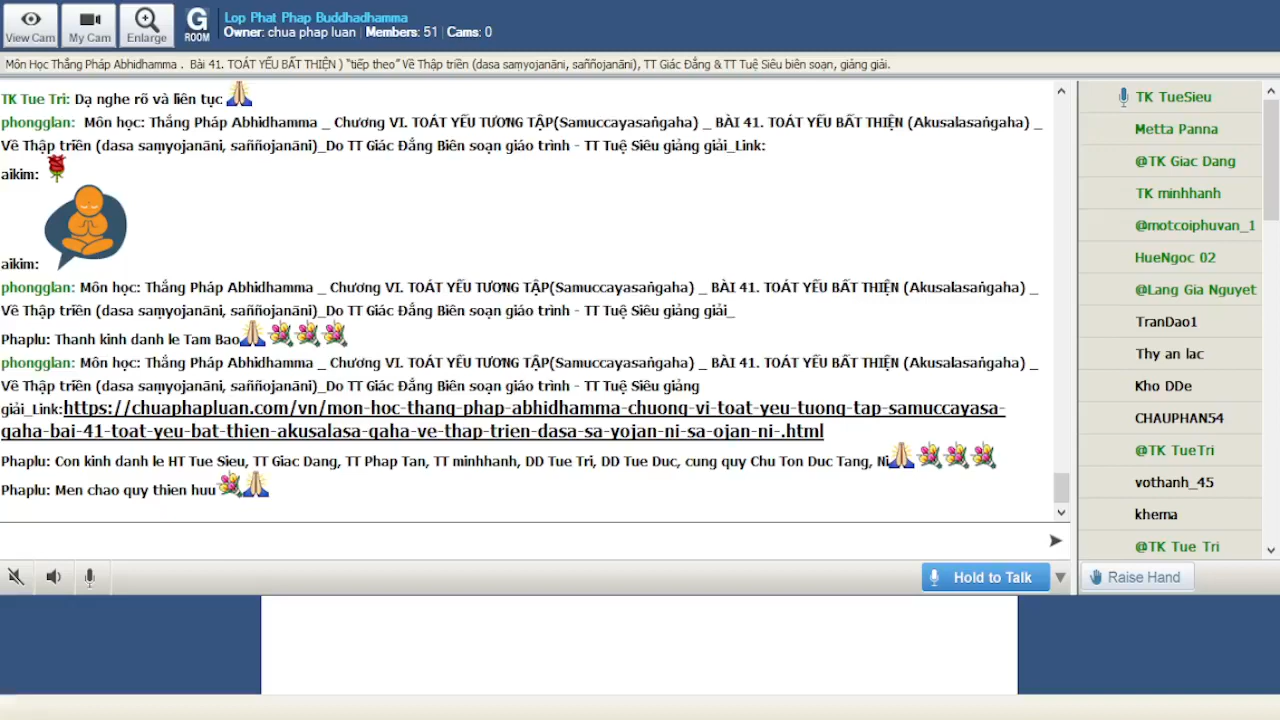 View Cam
My Cam
Enlarge
G
ROOM
Lop Phat Phap Buddhadhamma
Owner: chua phap luan | Members: 51 | Cams: 0
Môn Học Thắng Pháp Abhidhamma . Bài 41. TOÁT YẾU BẤT THIỆN ) "tiếp theo" Về Thập triền (dasa saṃyojanāni, saññojanāni), TT Giác Đẳng & TT Tuệ Siêu biên soạn, giảng giải.
TK Tue Tri: Dạ nghe rõ và liên tục
phongglan: Môn học: Thắng Pháp Abhidhamma _ Chương VI. TOÁT YẾU TƯƠNG TẬP(Samuccayasaṅgaha) _ BÀI 41. TOÁT YẾU BẤT THIỆN (Akusalasaṅgaha) _
Về Thập triền (dasa saṃyojanāni, saññojanāni)_Do TT Giác Đẳng Biên soạn giáo trình - TT Tuệ Siêu giảng giải_Link:
aikim:
aikim:
phongglan: Môn học: Thắng Pháp Abhidhamma _ Chương VI. TOÁT YẾU TƯƠNG TẬP(Samuccayasaṅgaha) _ BÀI 41. TOÁT YẾU BẤT THIỆN (Akusalasaṅgaha) _
Về Thập triền (dasa saṃyojanāni, saññojanāni)_Do TT Giác Đẳng Biên soạn giáo trình - TT Tuệ Siêu giảng giải_
Phaplu: Thanh kinh danh le Tam Bao
phongglan: Môn học: Thắng Pháp Abhidhamma _ Chương VI. TOÁT YẾU TƯƠNG TẬP(Samuccayasaṅgaha) _ BÀI 41. TOÁT YẾU BẤT THIỆN (Akusalasaṅgaha) _
Về Thập triền (dasa saṃyojanāni, saññojanāni)_Do TT Giác Đẳng Biên soạn giáo trình - TT Tuệ Siêu giảng
giải_Link:https://chuaphapluan.com/vn/mon-hoc-thang-phap-abhidhamma-chuong-vi-toat-yeu-tuong-tap-samuccayasa-
gaha-bai-41-toat-yeu-bat-thien-akusalasa-gaha-ve-thap-trien-dasa-sa-yojan-ni-sa-ojan-ni-.html
Phaplu: Con kinh danh le HT Tue Sieu, TT Giac Dang, TT Phap Tan, TT minhhanh, DD Tue Tri, DD Tue Duc, cung quy Chu Ton Duc Tang, Ni
Phaplu: Men chao quy thien huu
Hold to Talk
TK TueSieu
Metta Panna
@TK Giac Dang
TK minhhanh
@motcoiphuvan_1
HueNgoc 02
@Lang Gia Nguyet
TranDao1
Thy an lac
Kho DDe
CHAUPHAN54
@TK TueTri
vothanh_45
khema
@TK Tue Tri
Raise Hand